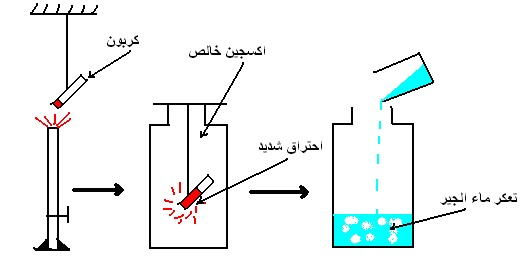 كربون
اكسجين خالص
احتراق شديد
تعكر ماء الجير